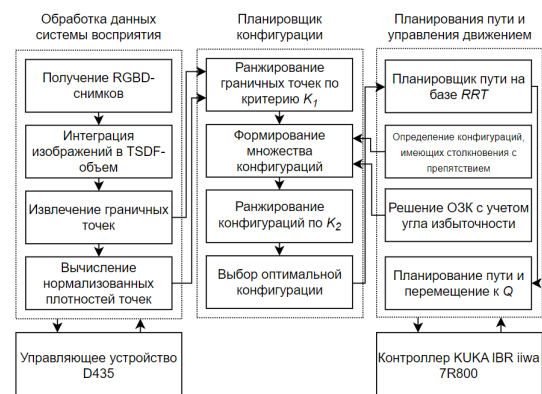 Обработка данных
системы восприятия
Получение RGBD-
снимков
Интеграция
изображений в TSDF-
объем
Извлечение граничных
точек
Вычисление
нормализованных
плотностей точек
Управляющее устройство
D435
Планировщик
конфигурации
Ранжирование
граничных точек по
критерию K1
Формирование
множества
конфигураций
Ранжирование
конфигураций по K2
Выбор оптимальной
конфигурации
Планирования пути и
управления движением
Планировщик пути на
базе RRT
Определение конфигураций,
имеющих столкновения с
препятствием
Решение ОЗК с учетом
угла избыточности
Планирование пути и
перемещение к Q
Контроллер KUKA IBR iiwa
7R800